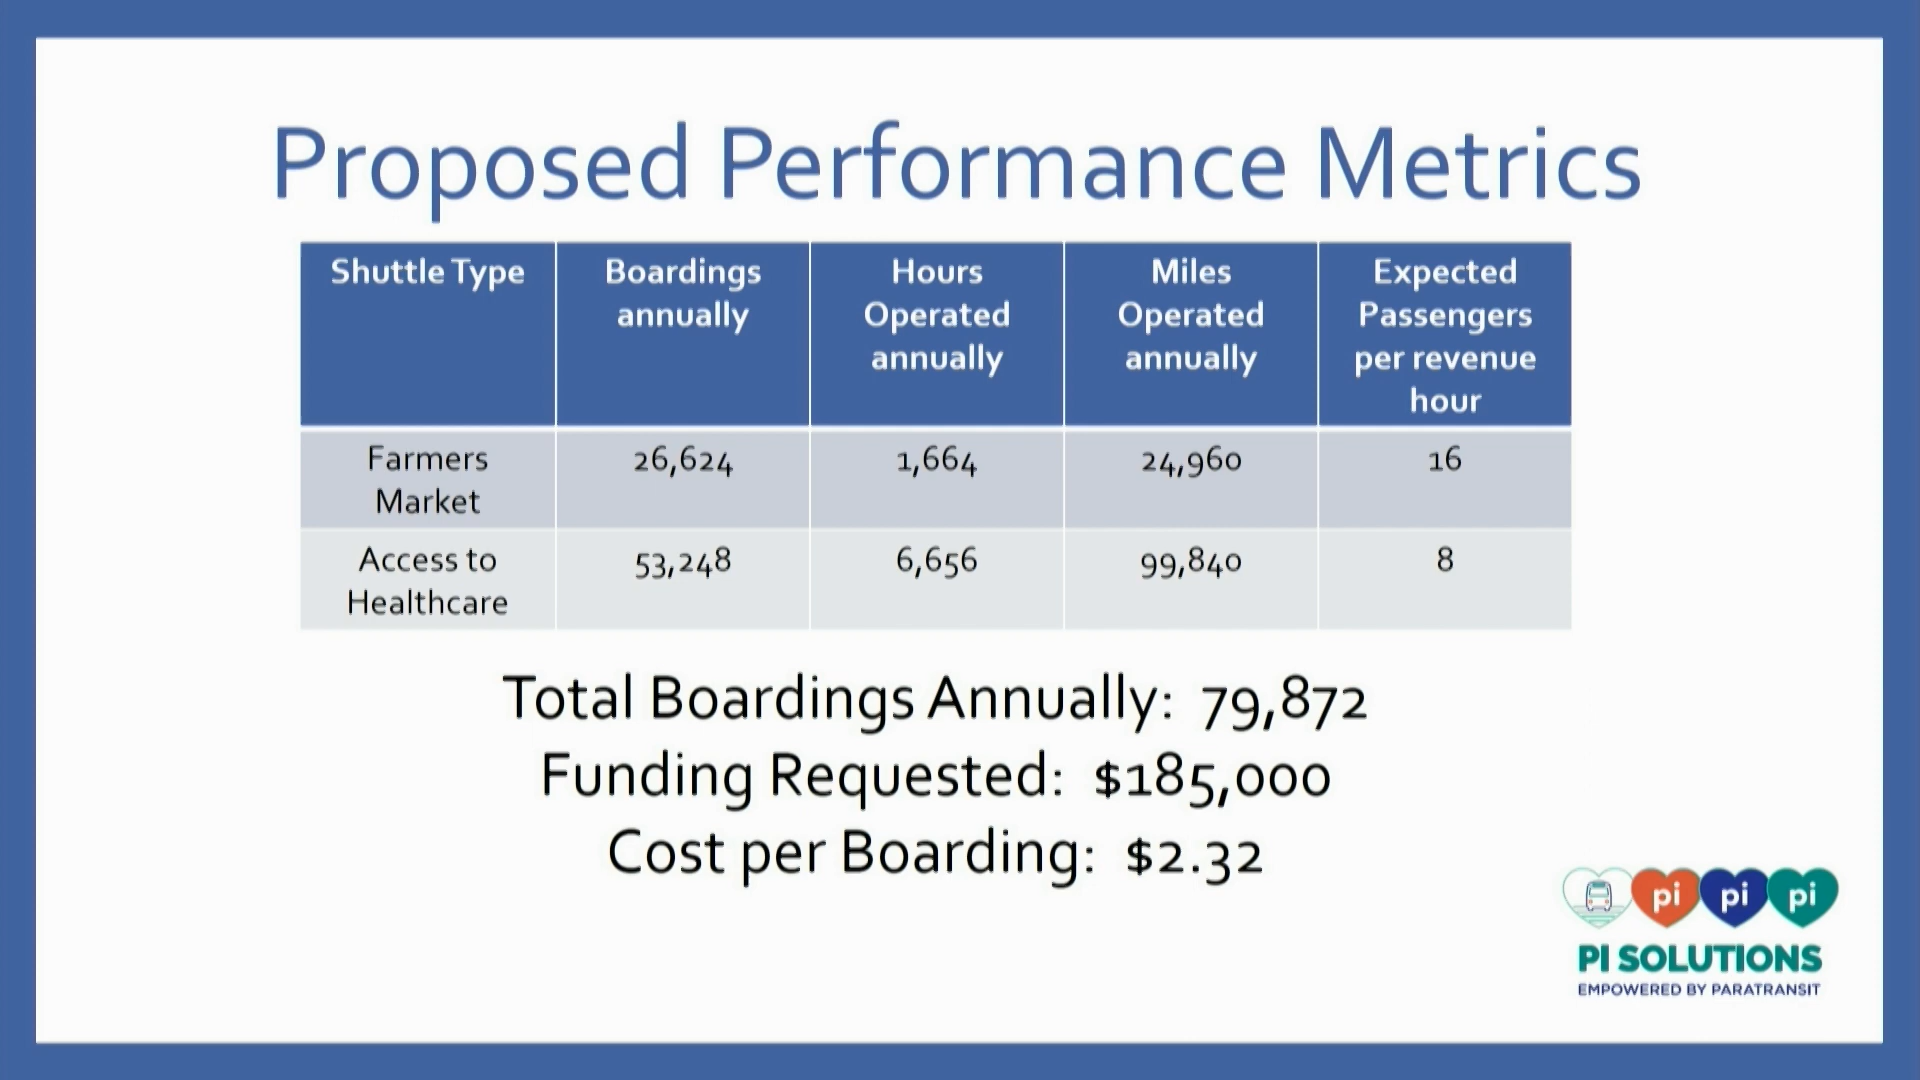 Proposed Performance Metrics
Shuttle Type
Boardings
annually
Hours
Operated
annually
Miles
Operated
annually
Expected
Passengers
per revenue
hour
Farmers
Market
26,624
1,664
24,960
16
Access to
Healthcare
53,248
6,656
99,840
8
Total Boardings Annually: 79,872
Funding Requested: $185,000
Cost per Boarding: $2.32
pi pi pi
PI SOLUTIONS
EMPOWERED BY PARATRANSIT